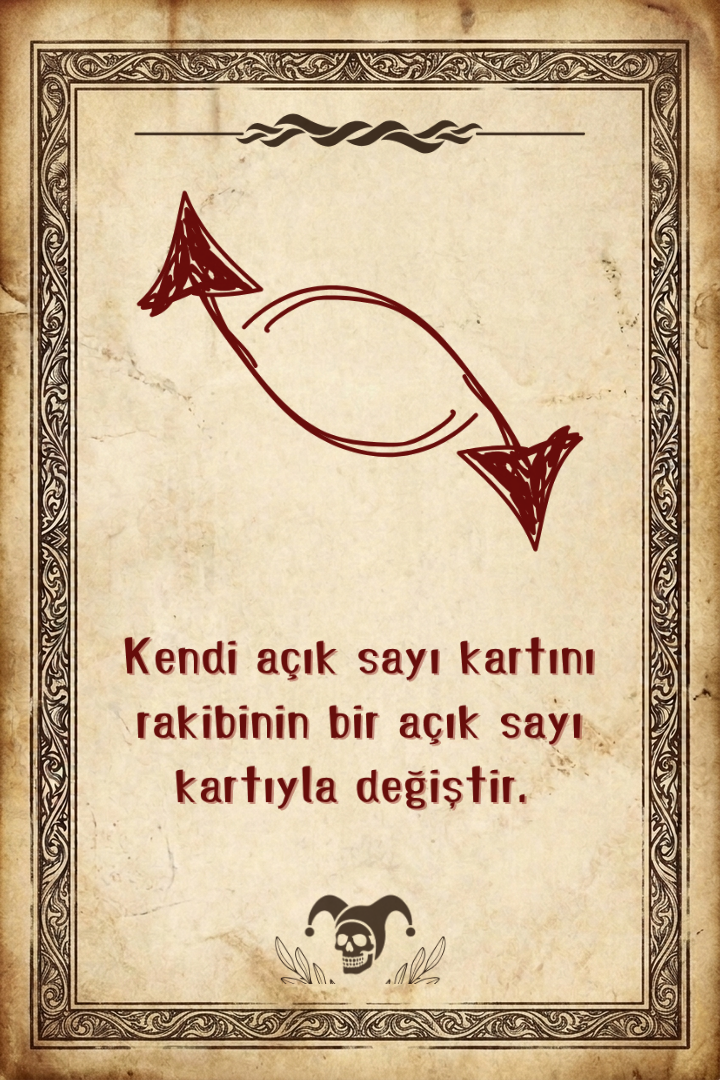 Kendi açık sayı kartını
rakibinin bir açık sayı
kartıyla değiştir.